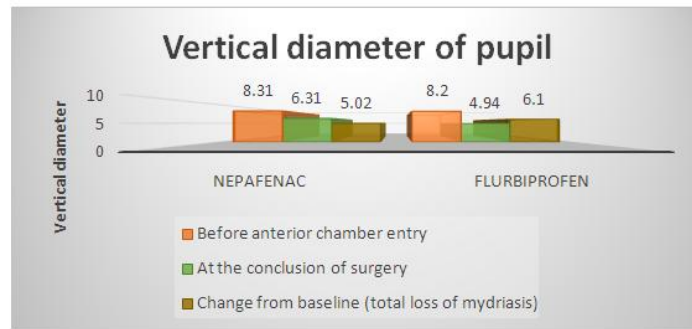 Vertical diameter of pupil
8.31 6.31 5.02 8.2 4.94 6.1
10
5
0
Vertical diameter
NEPAFENAC FLURBIPROFEN
Before anterior chamber entry
At the conclusion of surgery
Change from baseline (total loss of mydriasis)